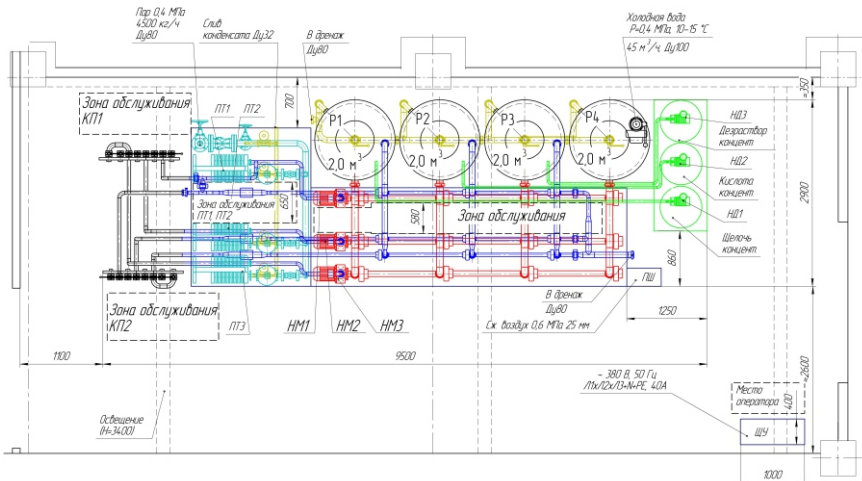 Пар 0,4 МПа
4500 кг/ч
Ду80
Слив
конденсата Ду32
В дренаж
Ду80
Холодная вода
Р=0,4 МПа, 10-15 °С
45 м³/ч Ду100
Зона обслуживания
КП1
ПТ1
ПТ2
700
≈350
Р1
Р2
Р3
Р4
2,0 м³
2,0 м³
2,0 м³
2,0 м³
НД3
Дезраствор
концент
НД2
Кислота
концент
НД1
Щелочь
концент
2900
650
Зона обслуживания
ПТ1, ПТ2
580
Зона обслуживания
860
Зона обслуживания
КП2
ПТ3
НМ1
НМ2
НМ3
В дренаж
Ду80
ПШ
Сж. воздух 0,6 МПа 25 мм
1250
1100
9500
≈2600
~ 380 В, 50 Гц
Л1хЛ2хЛ3+N+PE, 40А
Место
оператора
400
Освещение
(Н=3400)
ЩУ
1000